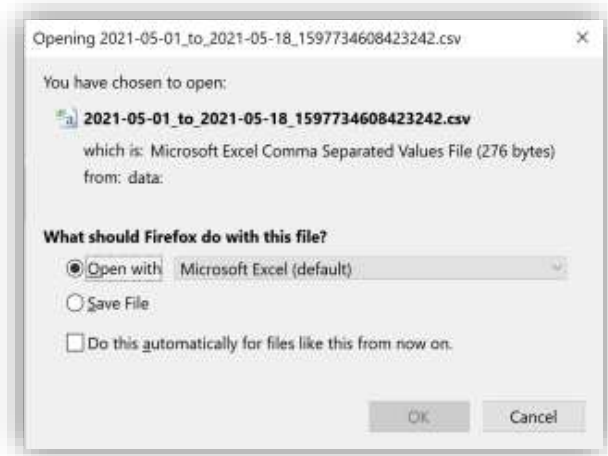 Opening 2021-05-01_to_2021-05-18_1597734608423242.csv
You have chosen to open:
2021-05-01_to_2021-05-18_1597734608423242.csv
which is: Microsoft Excel Comma Separated Values File (276 bytes)
from: data:
What should Firefox do with this file?
Open with Microsoft Excel (default)
Save File
Do this automatically for files like this from now on.
OK Cancel